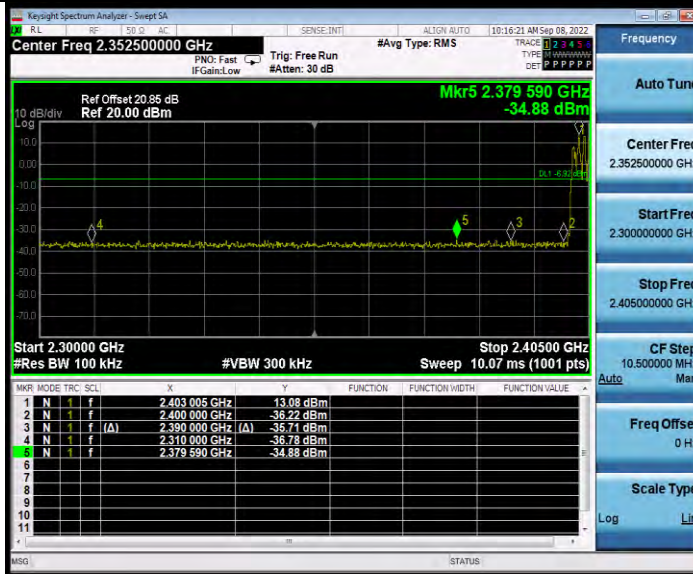 Keysight Spectrum Analyzer - Swept SA
RL RF 50 Ω AC SENSE:INT ALIGN AUTO 10:16:21 AM Sep 08, 2022
Center Freq 2.352500000 GHz #Avg Type: RMS TRACE 1 2 3 4 5 6
PNO: Fast Trig: Free Run TYPE
IFGain:Low #Atten: 30 dB DET P P P P P P
Mkr5 2.379 590 GHz
-34.88 dBm
Ref Offset 20.85 dB
10 dB/div Ref 20.00 dBm
Log
10.0
0.00
DL1 -6.92 dBm
-10.0
-20.0
-30.0
-40.0
-50.0
-60.0
-70.0
4 5 3 2
Start 2.30000 GHz Stop 2.40500 GHz
#Res BW 100 kHz #VBW 300 kHz Sweep 10.07 ms (1001 pts)
MKR MODE TRC SCL X Y FUNCTION FUNCTION WIDTH FUNCTION VALUE
1 N 1 f 2.403 005 GHz 13.08 dBm
2 N 1 f 2.400 000 GHz -36.22 dBm
3 N 1 f (Δ) 2.390 000 GHz (Δ) -35.71 dBm
4 N 1 f 2.310 000 GHz -36.78 dBm
5 N 1 f 2.379 590 GHz -34.88 dBm
6
7
8
9
10
11
MSG STATUS
Frequency
Auto Tune
Center Freq
2.352500000 GHz
Start Freq
2.300000000 GHz
Stop Freq
2.405000000 GHz
CF Step
10.500000 MHz
Auto Man
Freq Offset
0 Hz
Scale Type
Log Lin